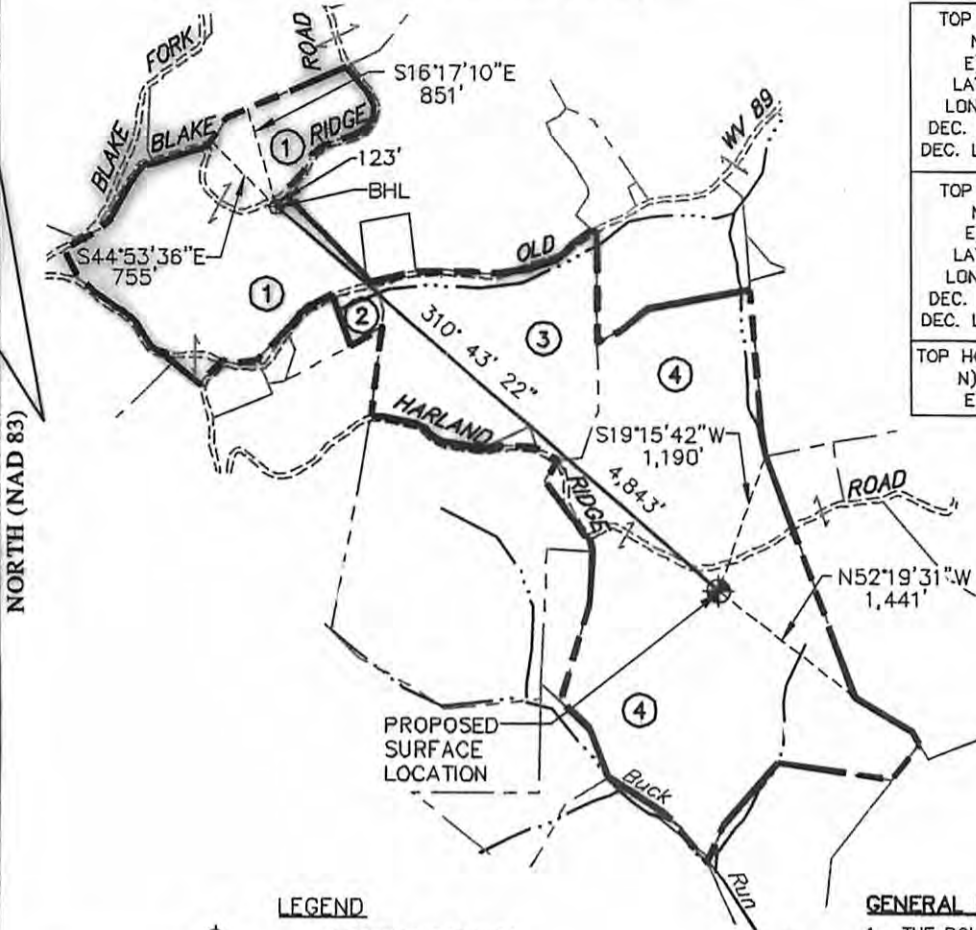 FORK
ROAD
S16°17'10"E
851'
BLAKE
BLAKE
1
RIDGE
123'
BHL
WV 89
S44°53'36"E
755'
1
OLD
2
3
310° 43' 22"
4
HARLAND
RIDGE
S19°15'42"W
1,190'
4,843'
ROAD
N52°19'31"W
1,441'
4
PROPOSED
SURFACE
LOCATION
Buck
Run
NORTH (NAD 83)
LEGEND
TOP
N
E
LAT
LON
DEC.
DEC. L
TOP
N
E
LAT
LON
DEC.
DEC. L
TOP HO
N)
E
GENERAL